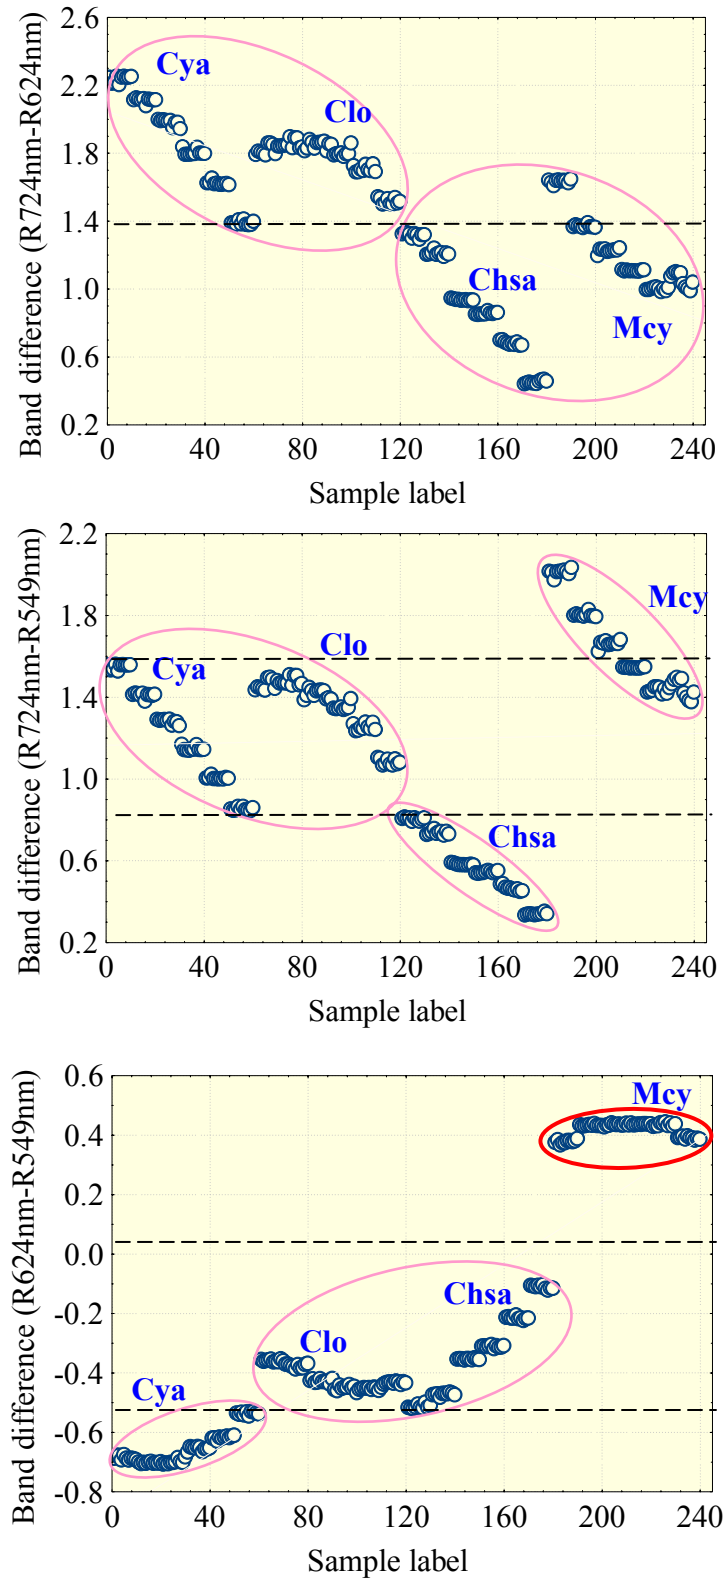 Band difference (R724nm-R624nm)
2.6
2.2
1.8
1.4
1.0
0.6
0.2
Cya
Clo
Chsa
Mcy
0 40 80 120 160 200 240
Sample label
Band difference (R724nm-R549nm)
2.2
1.8
1.4
1.0
0.6
0.2
Mcy
Clo
Cya
Chsa
0 40 80 120 160 200 240
Sample label
Band difference (R624nm-R549nm)
0.6
0.4
0.2
0.0
-0.2
-0.4
-0.6
-0.8
Mcy
Chsa
Clo
Cya
0 40 80 120 160 200 240
Sample label